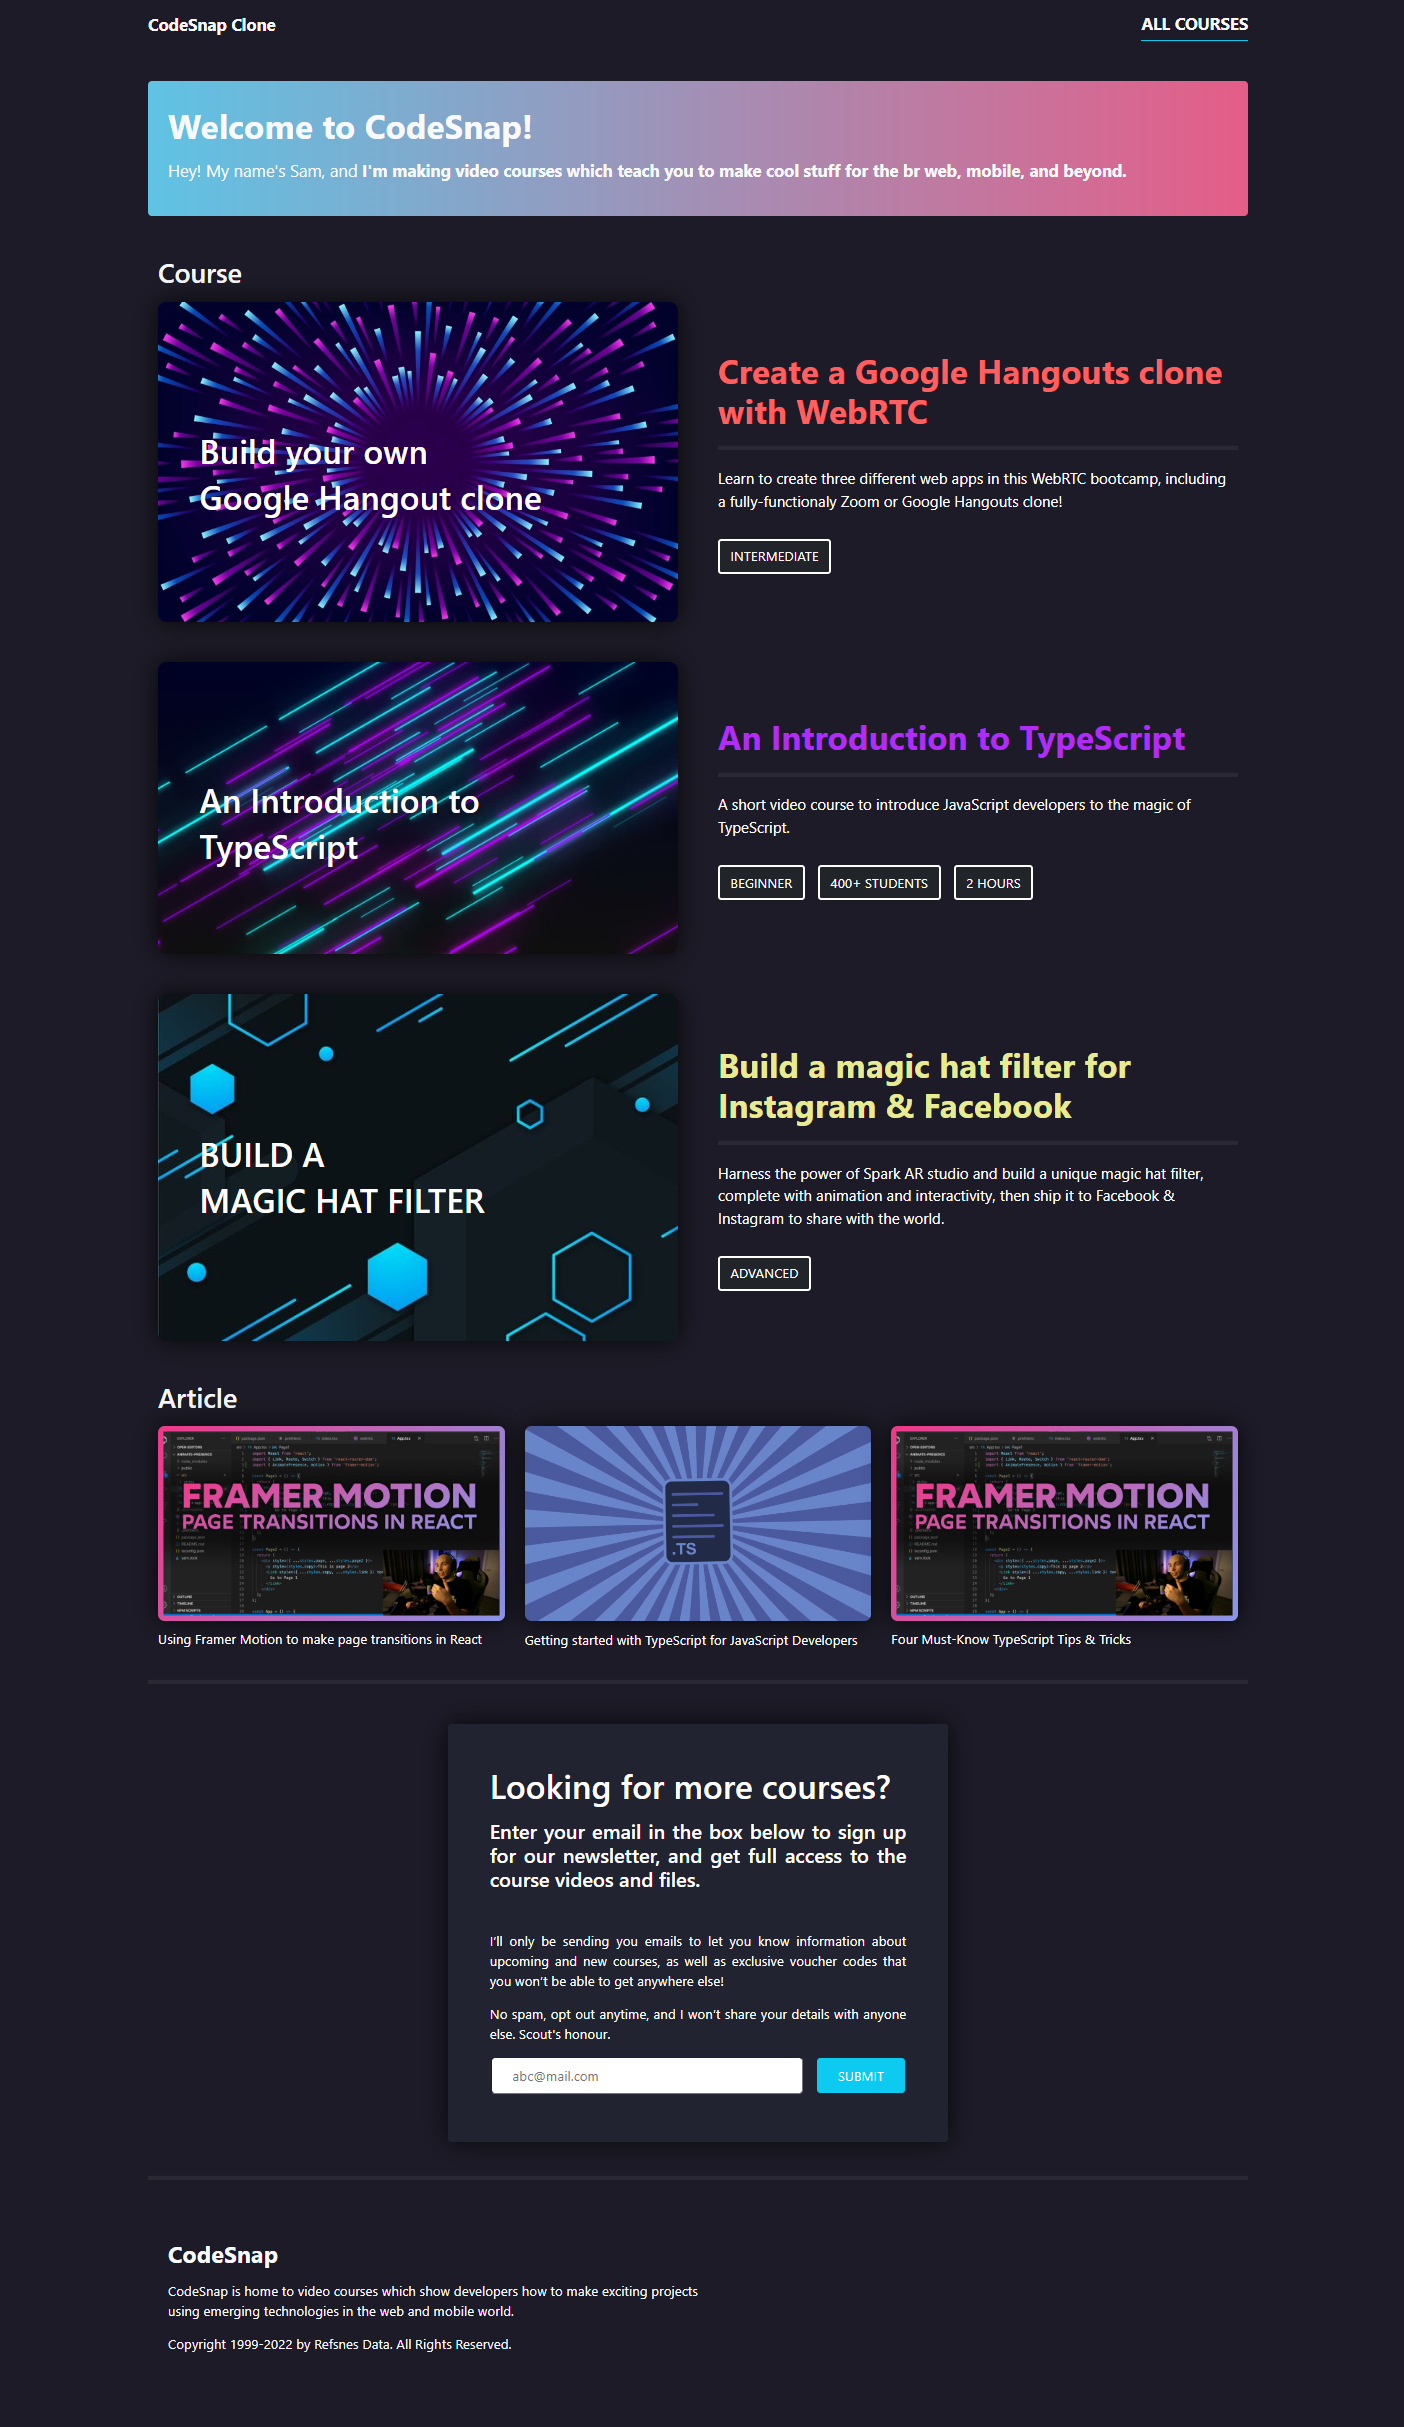 CodeSnap Clone
ALL COURSES
Welcome to CodeSnap!
Hey! My name's Sam, and I'm making video courses which teach you to make cool stuff for the br web, mobile, and beyond.
Course
Build your own
Google Hangout clone
Create a Google Hangouts clone
with WebRTC
Learn to create three different web apps in this WebRTC bootcamp, including
a fully-functionaly Zoom or Google Hangouts clone!
INTERMEDIATE
An Introduction to
TypeScript
An Introduction to TypeScript
A short video course to introduce JavaScript developers to the magic of
TypeScript.
BEGINNER
400+ STUDENTS
2 HOURS
BUILD A
MAGIC HAT FILTER
Build a magic hat filter for
Instagram & Facebook
Harness the power of Spark AR studio and build a unique magic hat filter,
complete with animation and interactivity, then ship it to Facebook &
Instagram to share with the world.
ADVANCED
Article
FRAMER MOTION
PAGE TRANSITIONS IN REACT
Using Framer Motion to make page transitions in React
.TS
Getting started with TypeScript for JavaScript Developers
FRAMER MOTION
PAGE TRANSITIONS IN REACT
Four Must-Know TypeScript Tips & Tricks
Looking for more courses?
Enter your email in the box below to sign up
for our newsletter, and get full access to the
course videos and files.
I'll only be sending you emails to let you know information about
upcoming and new courses, as well as exclusive voucher codes that
you won't be able to get anywhere else!
No spam, opt out anytime, and I won't share your details with anyone
else. Scout's honour.
abc@mail.com
SUBMIT
CodeSnap
CodeSnap is home to video courses which show developers how to make exciting projects
using emerging technologies in the web and mobile world.
Copyright 1999-2022 by Refsnes Data. All Rights Reserved.